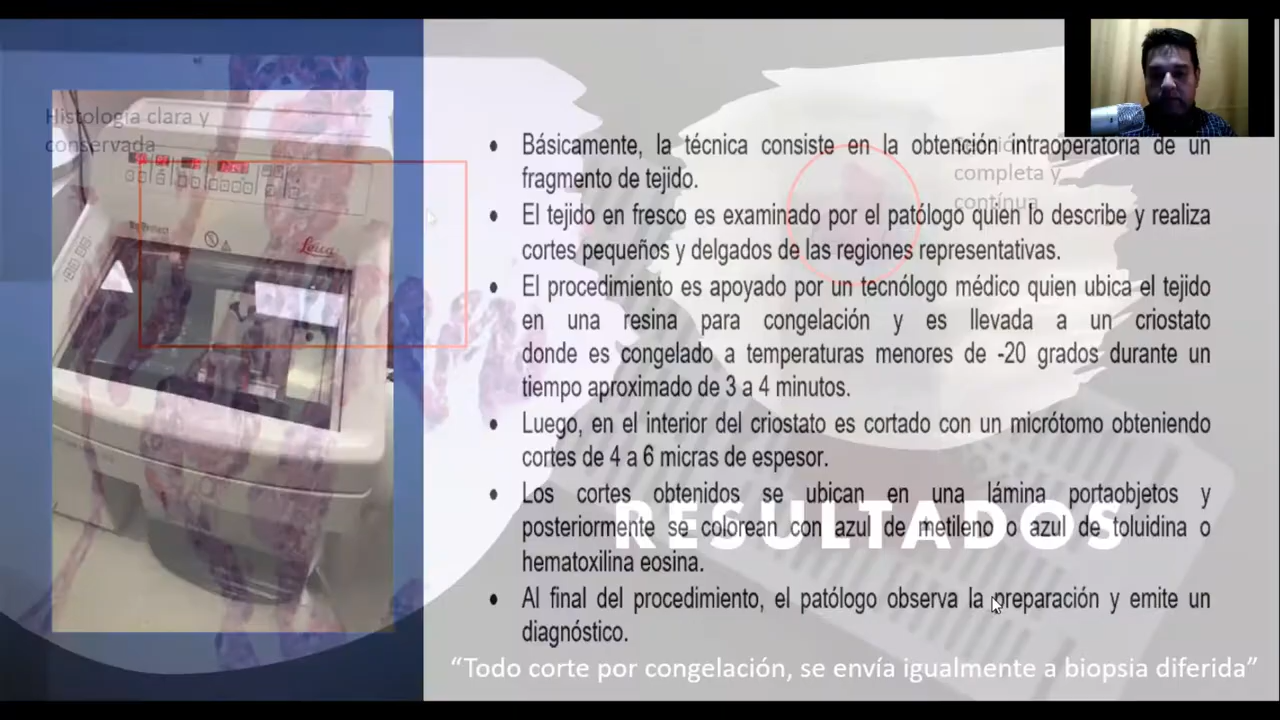 Histología clara y
conservada
Leica
Básicamente, la técnica consiste en la obtención intraoperatoria de un
fragmento de tejido.
completa y
contínua
El tejido en fresco es examinado por el patólogo quien lo describe y realiza
cortes pequeños y delgados de las regiones representativas.
El procedimiento es apoyado por un tecnólogo médico quien ubica el tejido
en una resina para congelación y es llevada a un criostato
donde es congelado a temperaturas menores de -20 grados durante un
tiempo aproximado de 3 a 4 minutos.
Luego, en el interior del criostato es cortado con un micrótomo obteniendo
cortes de 4 a 6 micras de espesor.
Los cortes obtenidos se ubican en una lámina portaobjetos y
posteriormente se colorean con azul de metileno o azul de toluidina o
hematoxilina eosina.
RESULTADOS
Al final del procedimiento, el patólogo observa la preparación y emite un
diagnóstico.
“Todo corte por congelación, se envía igualmente a biopsia diferida”